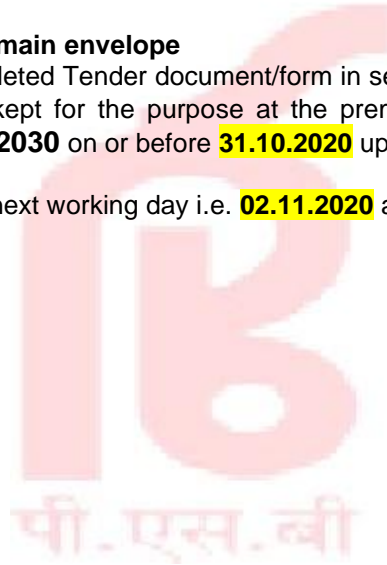 main envelope
leted Tender document/form in se
kept for the purpose at the prem
2030 on or before 31.10.2020 up
next working day i.e. 02.11.2020 a
पी.एस.बी